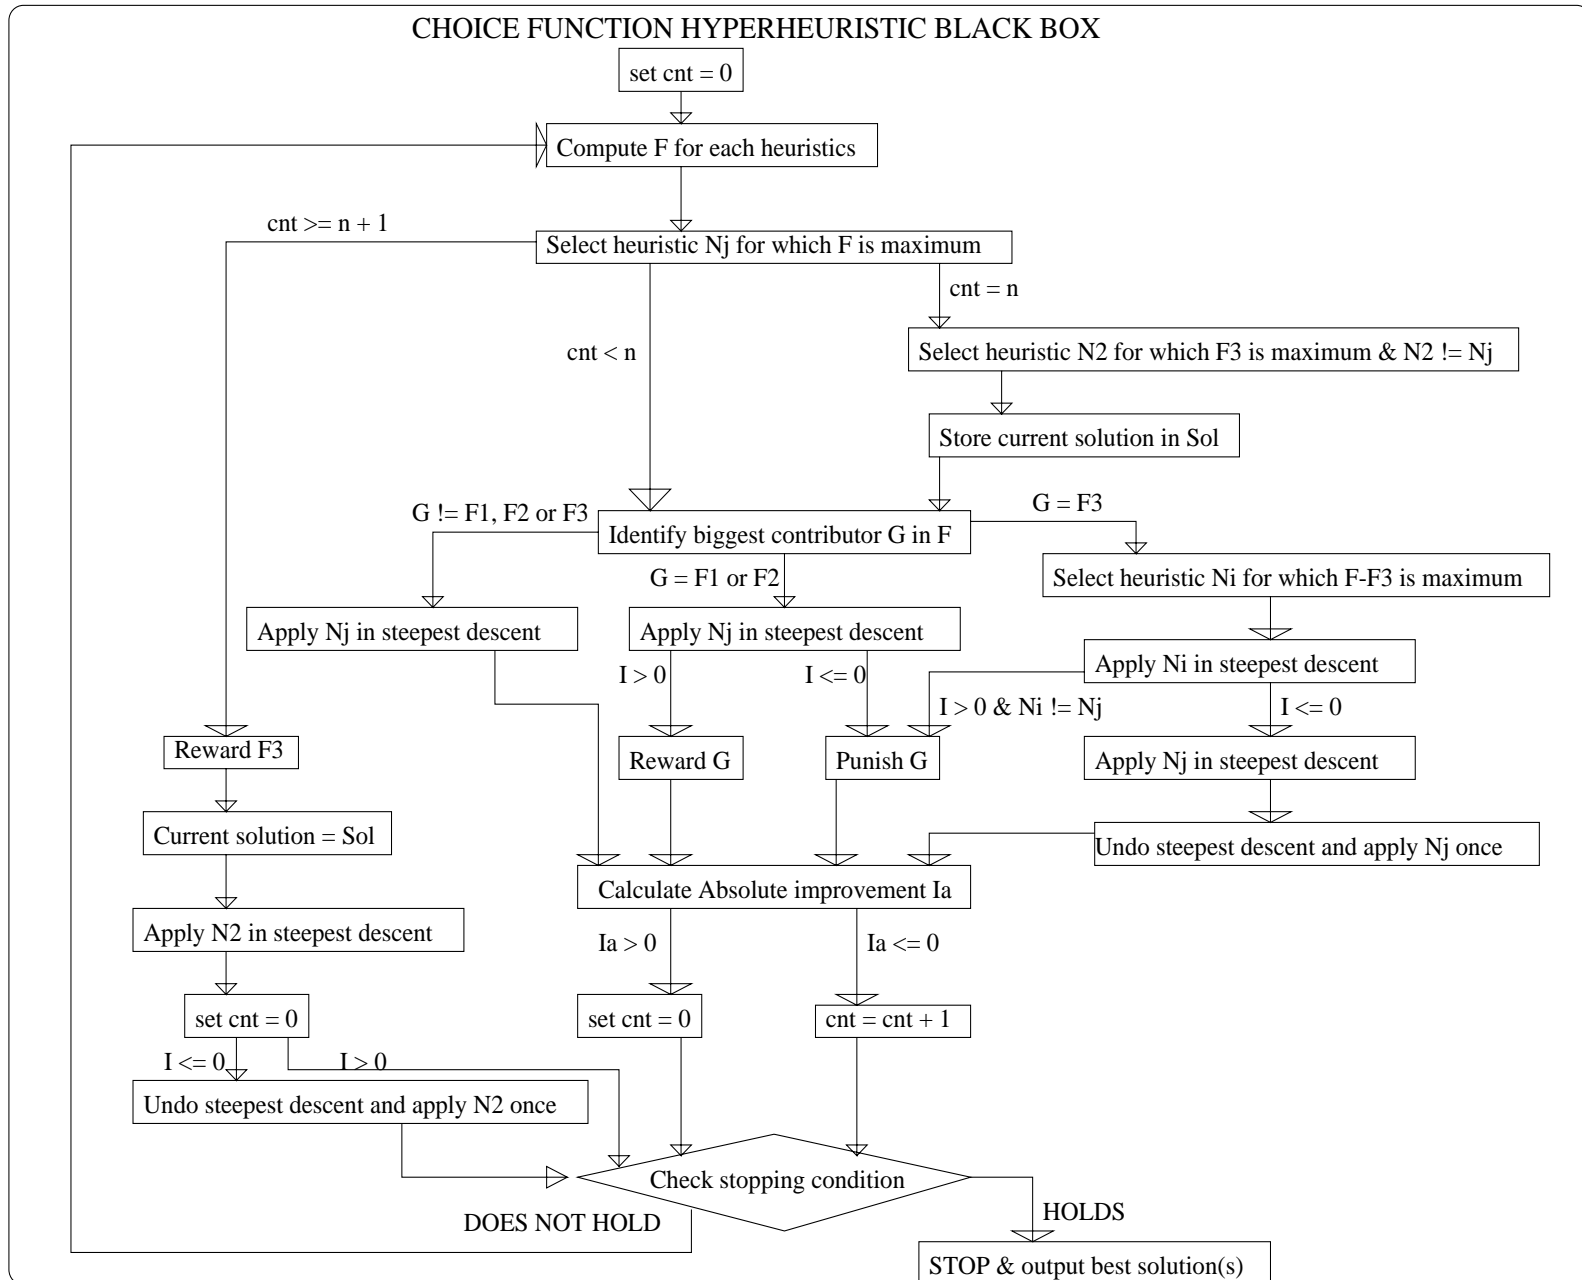 CHOICE FUNCTION HYPERHEURISTIC BLACK BOX
set cnt = 0
Compute F for each heuristics
cnt >= n + 1
Select heuristic Nj for which F is maximum
cnt = n
cnt < n
Select heuristic N2 for which F3 is maximum & N2 != Nj
Store current solution in Sol
G != F1, F2 or F3
G = F3
Identify biggest contributor G in F
G = F1 or F2
Select heuristic Ni for which F-F3 is maximum
Apply Nj in steepest descent
Apply Nj in steepest descent
Apply Ni in steepest descent
I > 0
I <= 0
I > 0 & Ni != Nj
I <= 0
Reward F3
Reward G
Punish G
Apply Nj in steepest descent
Current solution = Sol
Undo steepest descent and apply Nj once
Calculate Absolute improvement Ia
Apply N2 in steepest descent
Ia > 0
Ia <= 0
set cnt = 0
set cnt = 0
cnt = cnt + 1
I <= 0
I > 0
Undo steepest descent and apply N2 once
Check stopping condition
DOES NOT HOLD
HOLDS
STOP & output best solution(s)